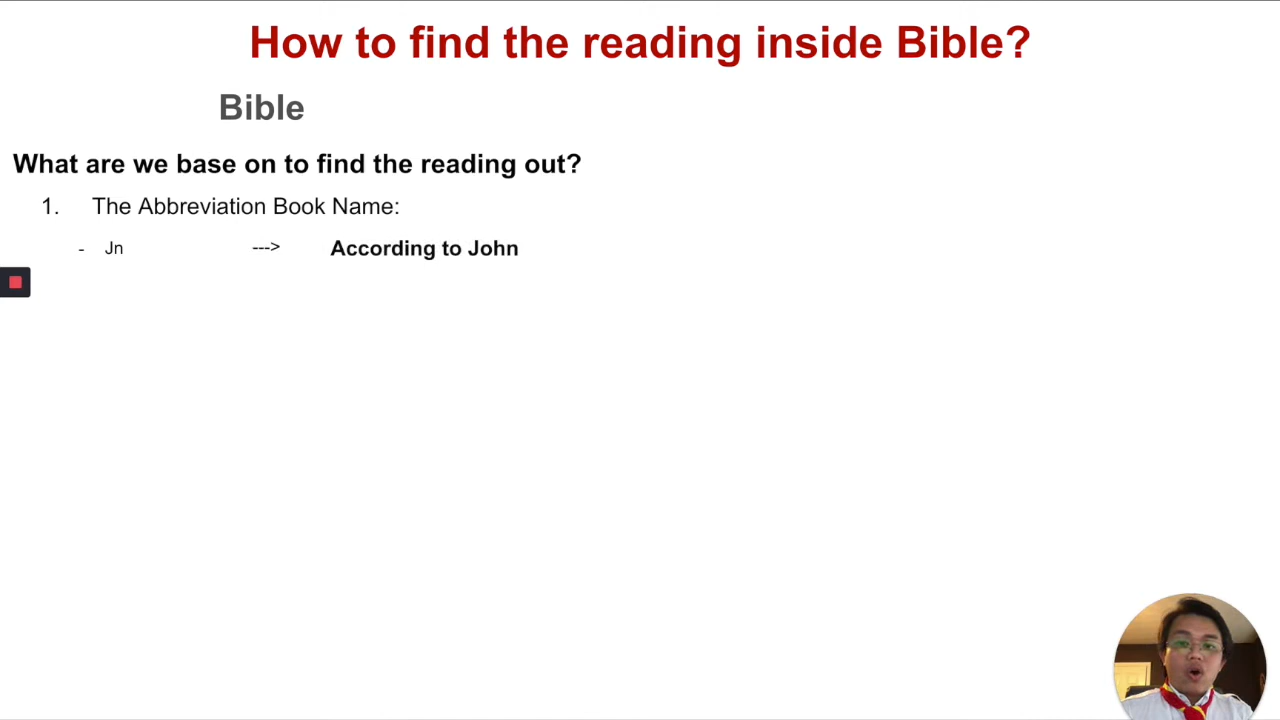 How to find the reading inside Bible?
Bible
What are we base on to find the reading out?
1. The Abbreviation Book Name:
- Jn ---> According to John